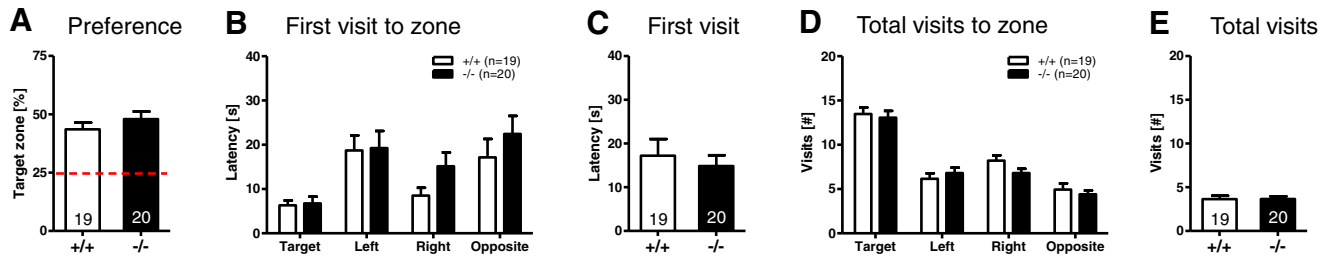 A Preference
Target zone [%]
75
50
25
0
19
20
+/+
-/-
B First visit to zone
Latency [s]
40
30
20
10
0
+/+ (n=19)
-/- (n=20)
Target
Left
Right
Opposite
C First visit
Latency [s]
40
30
20
10
0
19
20
+/+
-/-
D Total visits to zone
Visits [#]
20
15
10
5
0
+/+ (n=19)
-/- (n=20)
Target
Left
Right
Opposite
E Total visits
Visits [#]
20
15
10
5
0
19
20
+/+
-/-